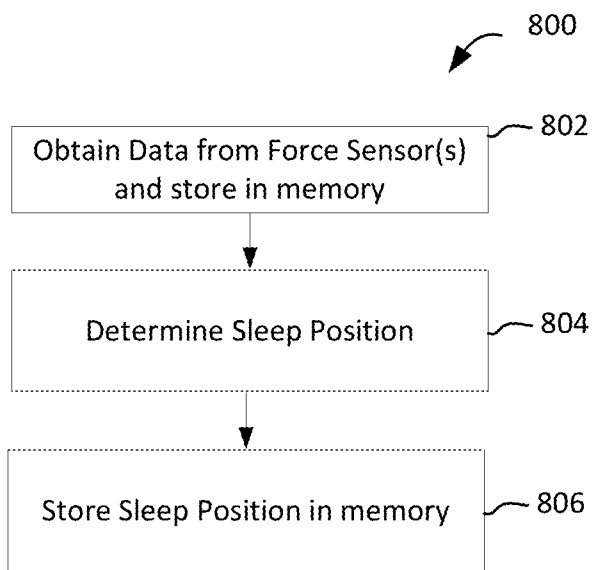 800
802
Obtain Data from Force Sensor(s)
and store in memory
Determine Sleep Position
804
Store Sleep Position in memory
806